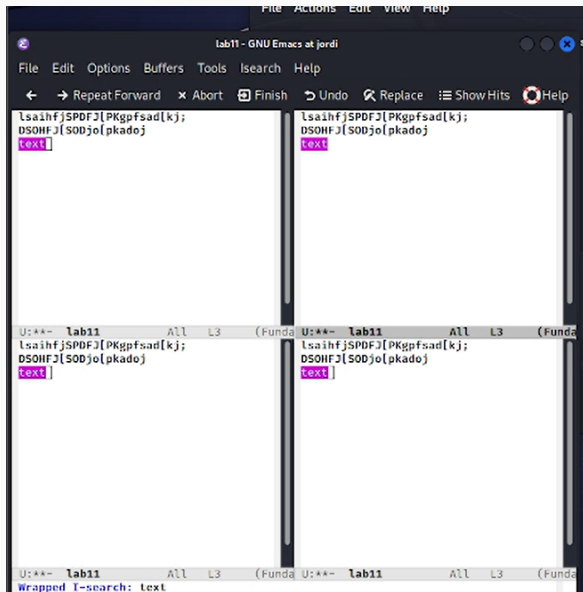 File Actions Edit View Help
lab11 - GNU Emacs at jordi
File Edit Options Buffers Tools Isearch Help
Repeat Forward Abort Finish Undo Replace Show Hits Help
lsaihfjSPDFJ[PKgpfsad[kj;
DSOHFJ[SODjo[pkadoj
text
U:**- lab11 All L3 (Funda
lsaihfjSPDFJ[PKgpfsad[kj;
DSOHFJ[SODjo[pkadoj
text
U:**- lab11 All L3 (Funda
lsaihfjSPDFJ[PKgpfsad[kj;
DSOHFJ[SODjo[pkadoj
text
U:**- lab11 All L3 (Funda
lsaihfjSPDFJ[PKgpfsad[kj;
DSOHFJ[SODjo[pkadoj
text
U:**- lab11 All L3 (Funda
Wrapped I-search: text